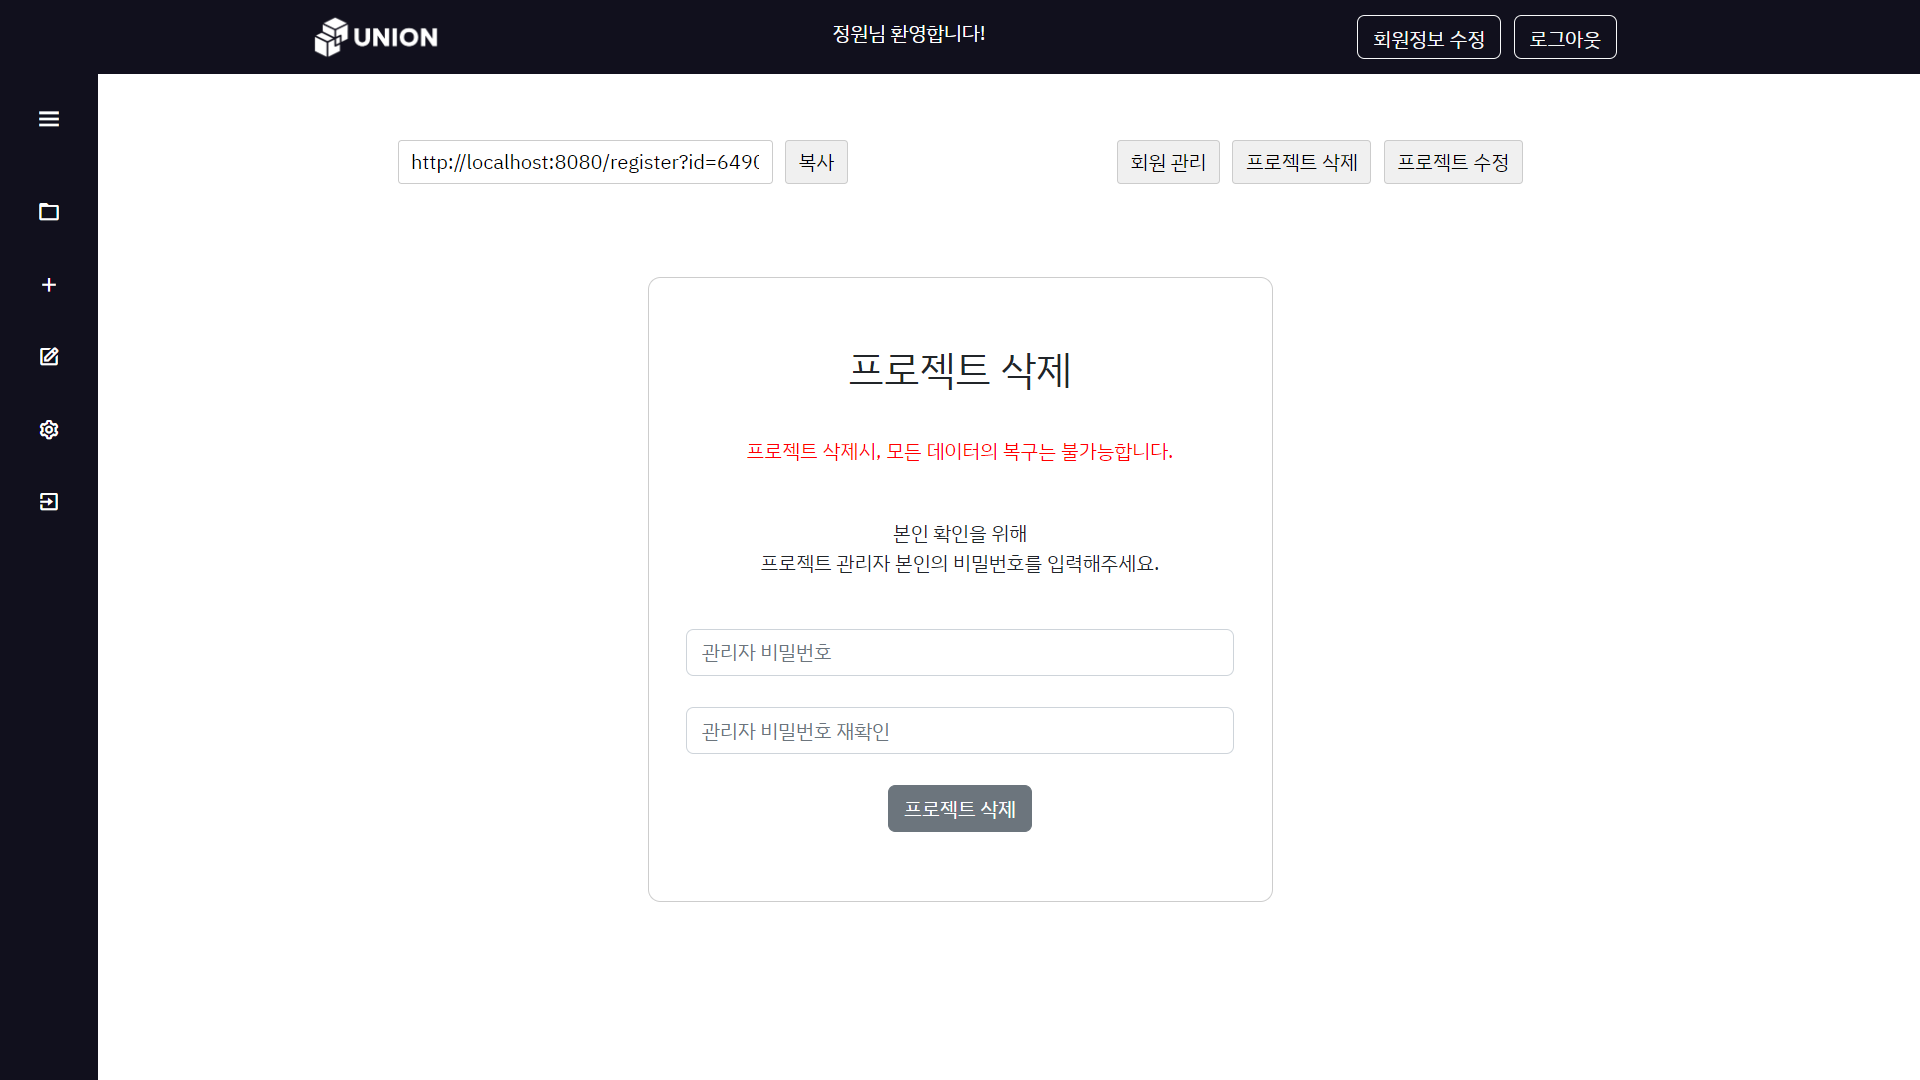 UNION
정원님 환영합니다!
회원정보 수정
로그아웃
http://localhost:8080/register?id=649
복사
회원 관리
프로젝트 삭제
프로젝트 수정
프로젝트 삭제
프로젝트 삭제시, 모든 데이터의 복구는 불가능합니다.
본인 확인을 위해
프로젝트 관리자 본인의 비밀번호를 입력해주세요.
관리자 비밀번호
관리자 비밀번호 재확인
프로젝트 삭제